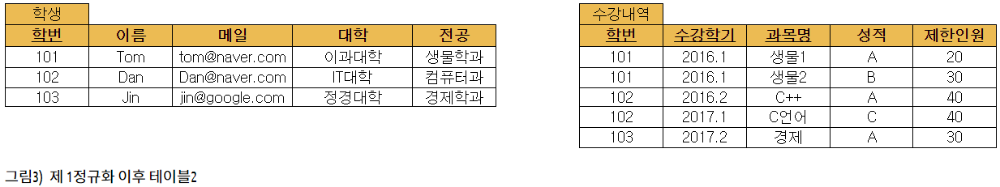 학생
학번 이름 메일 대학 전공
101 Tom tom@naver.com 이과대학 생물학과
102 Dan Dan@naver.com IT대학 컴퓨터과
103 Jin jin@google.com 정경대학 경제학과
수강내역
학번 수강학기 과목명 성적 제한인원
101 2016.1 생물1 A 20
101 2016.1 생물2 B 30
102 2016.2 C++ A 40
102 2017.1 C언어 C 40
103 2017.2 경제 A 30
그림3) 제 1정규화 이후 테이블2